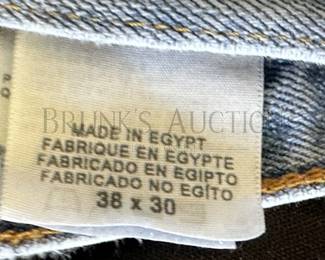 BRUNK'S AUCTIO
MADE IN EGYPT
FABRIQUE EN EGYPTE
FABRICADO EN EGIPTO
FABRICADO NO EGITO
38 x 30